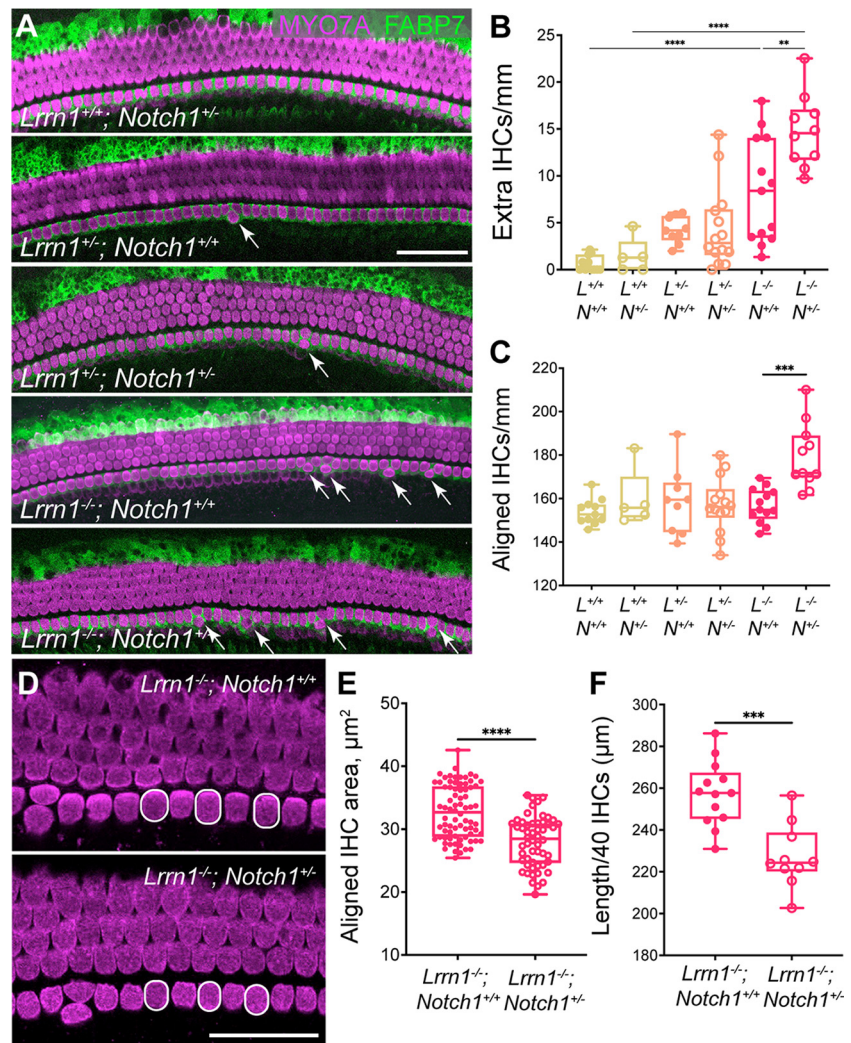 A
MYO7A FABP7
Lrrn1+/+; Notch1+/-
Lrrn1+/-; Notch1+/+
Lrrn1+/-; Notch1+/-
Lrrn1-/-; Notch1+/+
Lrrn1-/-; Notch1+/-
B
****
****
**
Extra IHCs/mm
25
20
15
10
5
0
L+/+ L+/+ L+/- L+/- L-/- L-/-
N+/+ N+/- N+/+ N+/- N+/+ N+/-
C
***
Aligned IHCs/mm
220
200
180
160
140
120
L+/+ L+/+ L+/- L+/- L-/- L-/-
N+/+ N+/- N+/+ N+/- N+/+ N+/-
D
Lrrn1-/-; Notch1+/+
Lrrn1-/-; Notch1+/-
E
****
Aligned IHC area, µm2
50
40
30
20
10
Lrrn1-/-; Lrrn1-/-;
Notch1+/+ Notch1+/-
F
***
Length/40 IHCs (µm)
300
280
260
240
220
200
180
Lrrn1-/-; Lrrn1-/-;
Notch1+/+ Notch1+/-